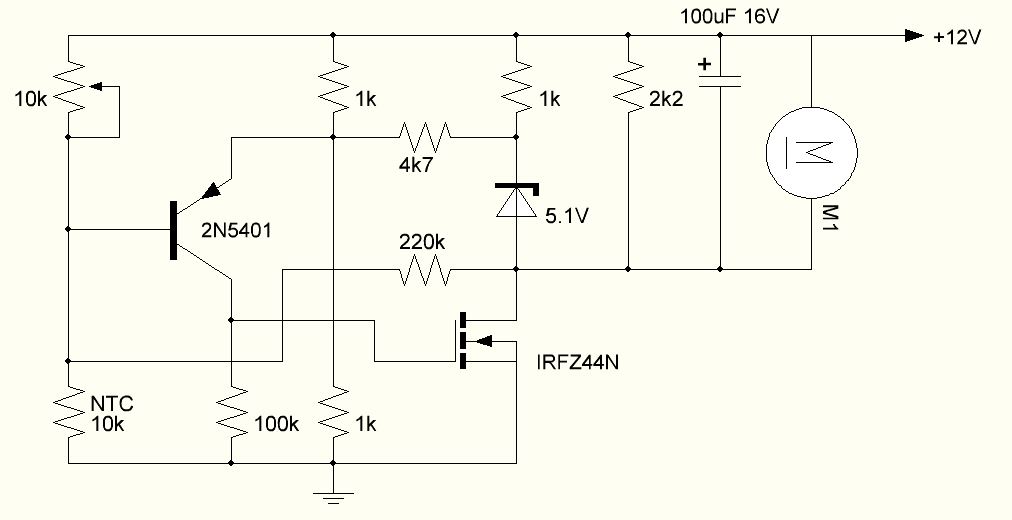 100uF 16V
+12V
10k
1k
1k
2k2
+
4k7
M
M1
2N5401
5.1V
220k
IRFZ44N
NTC
10k
100k
1k